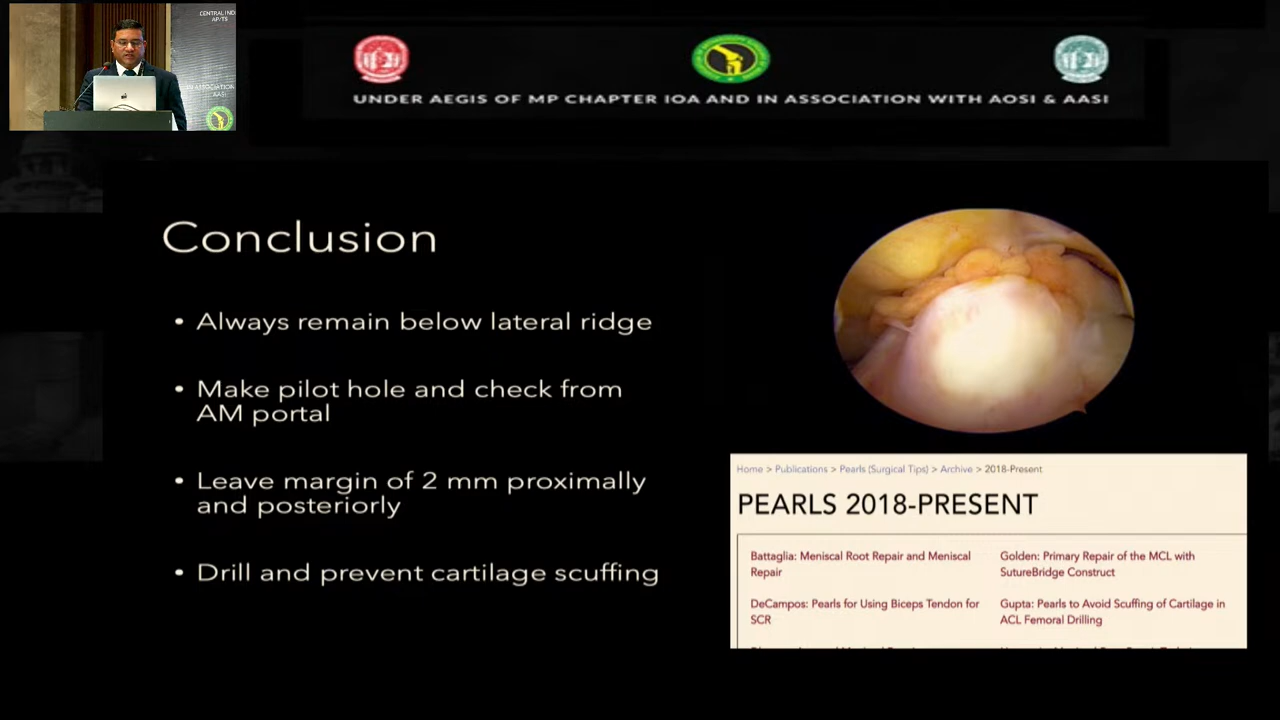 CENTRAL IND
AP/TS
UNDER AEGIS OF MP CHAPTER IOA AND IN ASSOCIATION WITH AOSI & AASI
Conclusion
• Always remain below lateral ridge
• Make pilot hole and check from
AM portal
• Leave margin of 2 mm proximally
and posteriorly
• Drill and prevent cartilage scuffing
Home > Publications > Pearls (Surgical Tips) > Archive > 2018-Present
PEARLS 2018-PRESENT
Battaglia: Meniscal Root Repair and Meniscal
Repair
DeCampos: Pearls for Using Biceps Tendon for
SCR
Golden: Primary Repair of the MCL with
SutureBridge Construct
Gupta: Pearls to Avoid Scuffing of Cartilage in
ACL Femoral Drilling